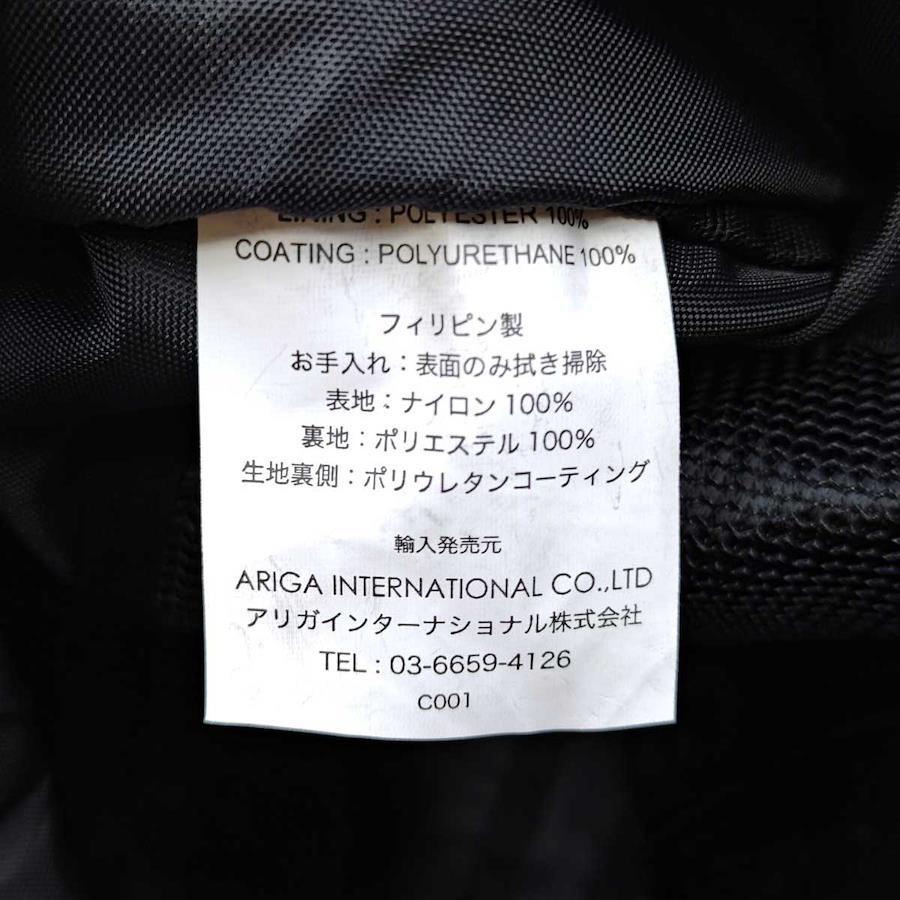 LINING : POLYESTER 100%
COATING : POLYURETHANE 100%
フィリピン製
お手入れ：表面のみ拭き掃除
表地：ナイロン 100%
裏地：ポリエステル 100%
生地裏側：ポリウレタンコーティング
輸入発売元
ARIGA INTERNATIONAL CO.,LTD
アリガインターナショナル株式会社
TEL : 03-6659-4126
C001